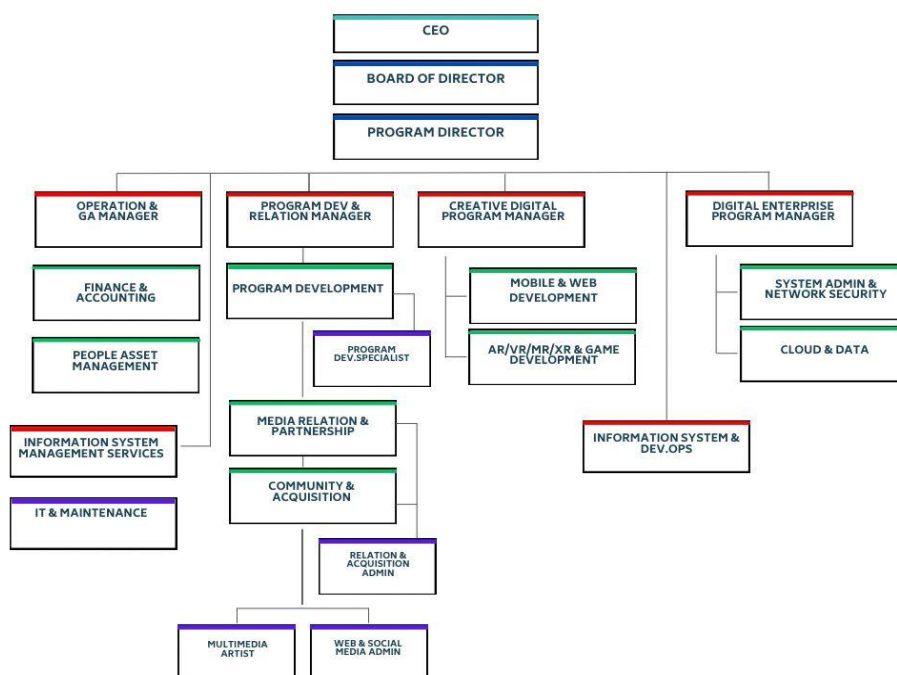 CEO
BOARD OF DIRECTOR
PROGRAM DIRECTOR
OPERATION &
GA MANAGER
PROGRAM DEV &
RELATION MANAGER
CREATIVE DIGITAL
PROGRAM MANAGER
DIGITAL ENTERPRISE
PROGRAM MANAGER
FINANCE &
ACCOUNTING
PROGRAM DEVELOPMENT
MOBILE & WEB
DEVELOPMENT
SYSTEM ADMIN &
NETWORK SECURITY
PEOPLE ASSET
MANAGEMENT
PROGRAM
DEV.SPECIALIST
AR/VR/MR/XR & GAME
DEVELOPMENT
CLOUD & DATA
INFORMATION SYSTEM
MANAGEMENT SERVICES
MEDIA RELATION &
PARTNERSHIP
INFORMATION SYSTEM &
DEV.OPS
IT & MAINTENANCE
COMMUNITY &
ACQUISITION
RELATION &
ACQUISITION
ADMIN
MULTIMEDIA
ARTIST
WEB & SOCIAL
MEDIA ADMIN